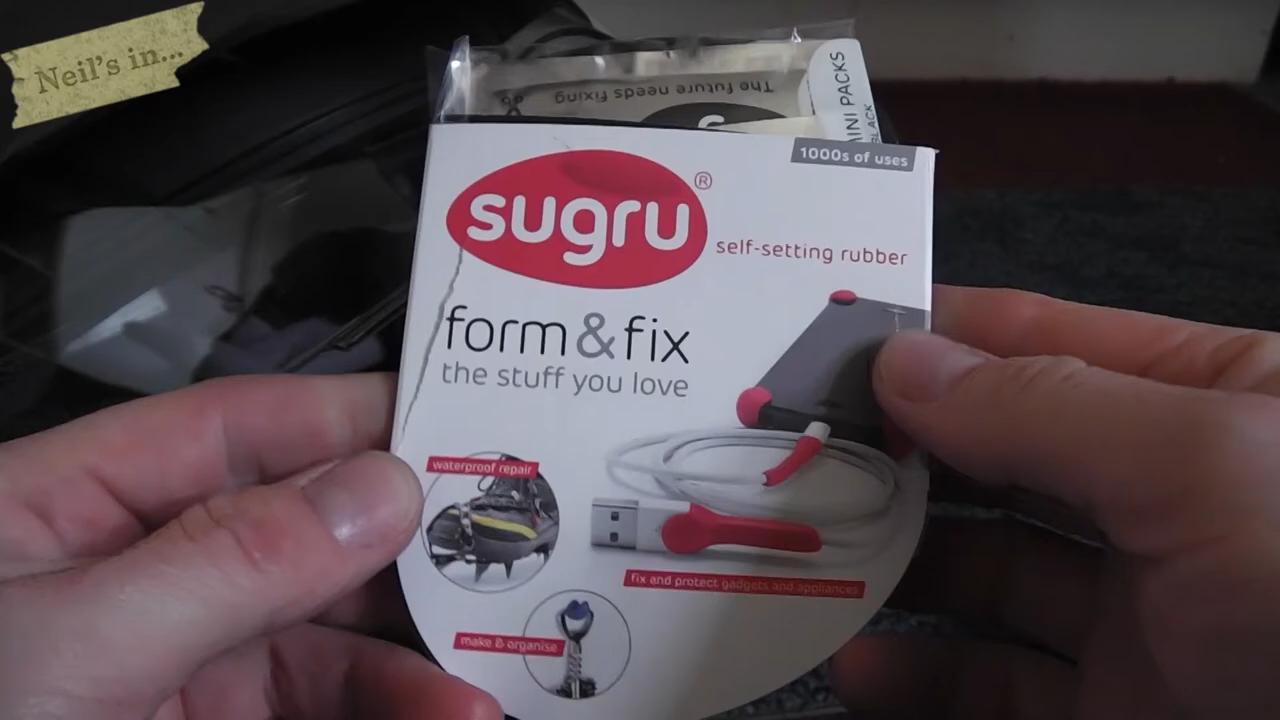 Neil's in...
The future needs fixing
MINI PACKS
BLACK
1000s of uses
sugru®
self-setting rubber
form & fix
the stuff you love
waterproof repair
fix and protect gadgets and appliances
make & organise